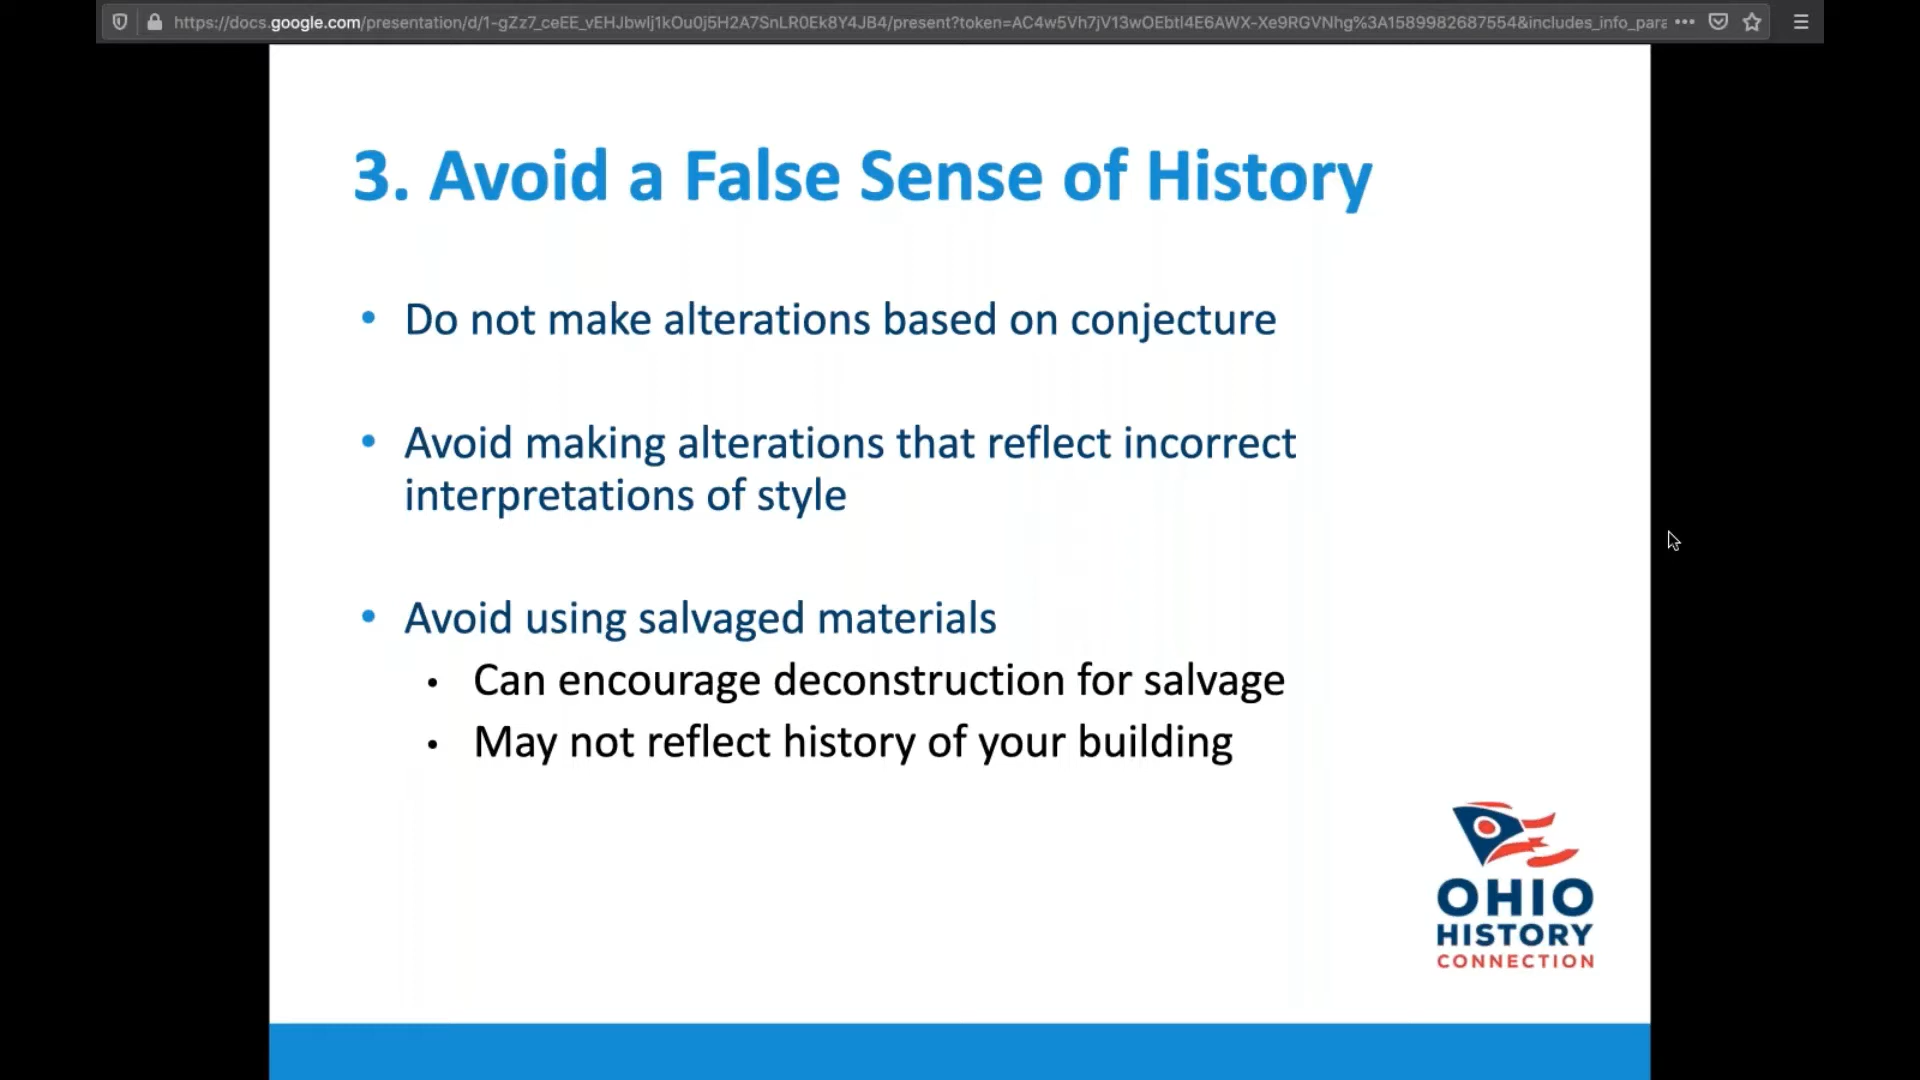 https://docs.google.com/presentation/d/1-gZz7_ceEE_vEHJbwlj1kOu0j5H2A7SnLR0Ek8Y4JB4/present?token=AC4w5Vh7jV13wOEbtI4E6AWX-Xe9RGVNhg%3A1589982687554&includes_info_para
3. Avoid a False Sense of History
• Do not make alterations based on conjecture
• Avoid making alterations that reflect incorrect
interpretations of style
• Avoid using salvaged materials
• Can encourage deconstruction for salvage
• May not reflect history of your building
OHIO
HISTORY
CONNECTION